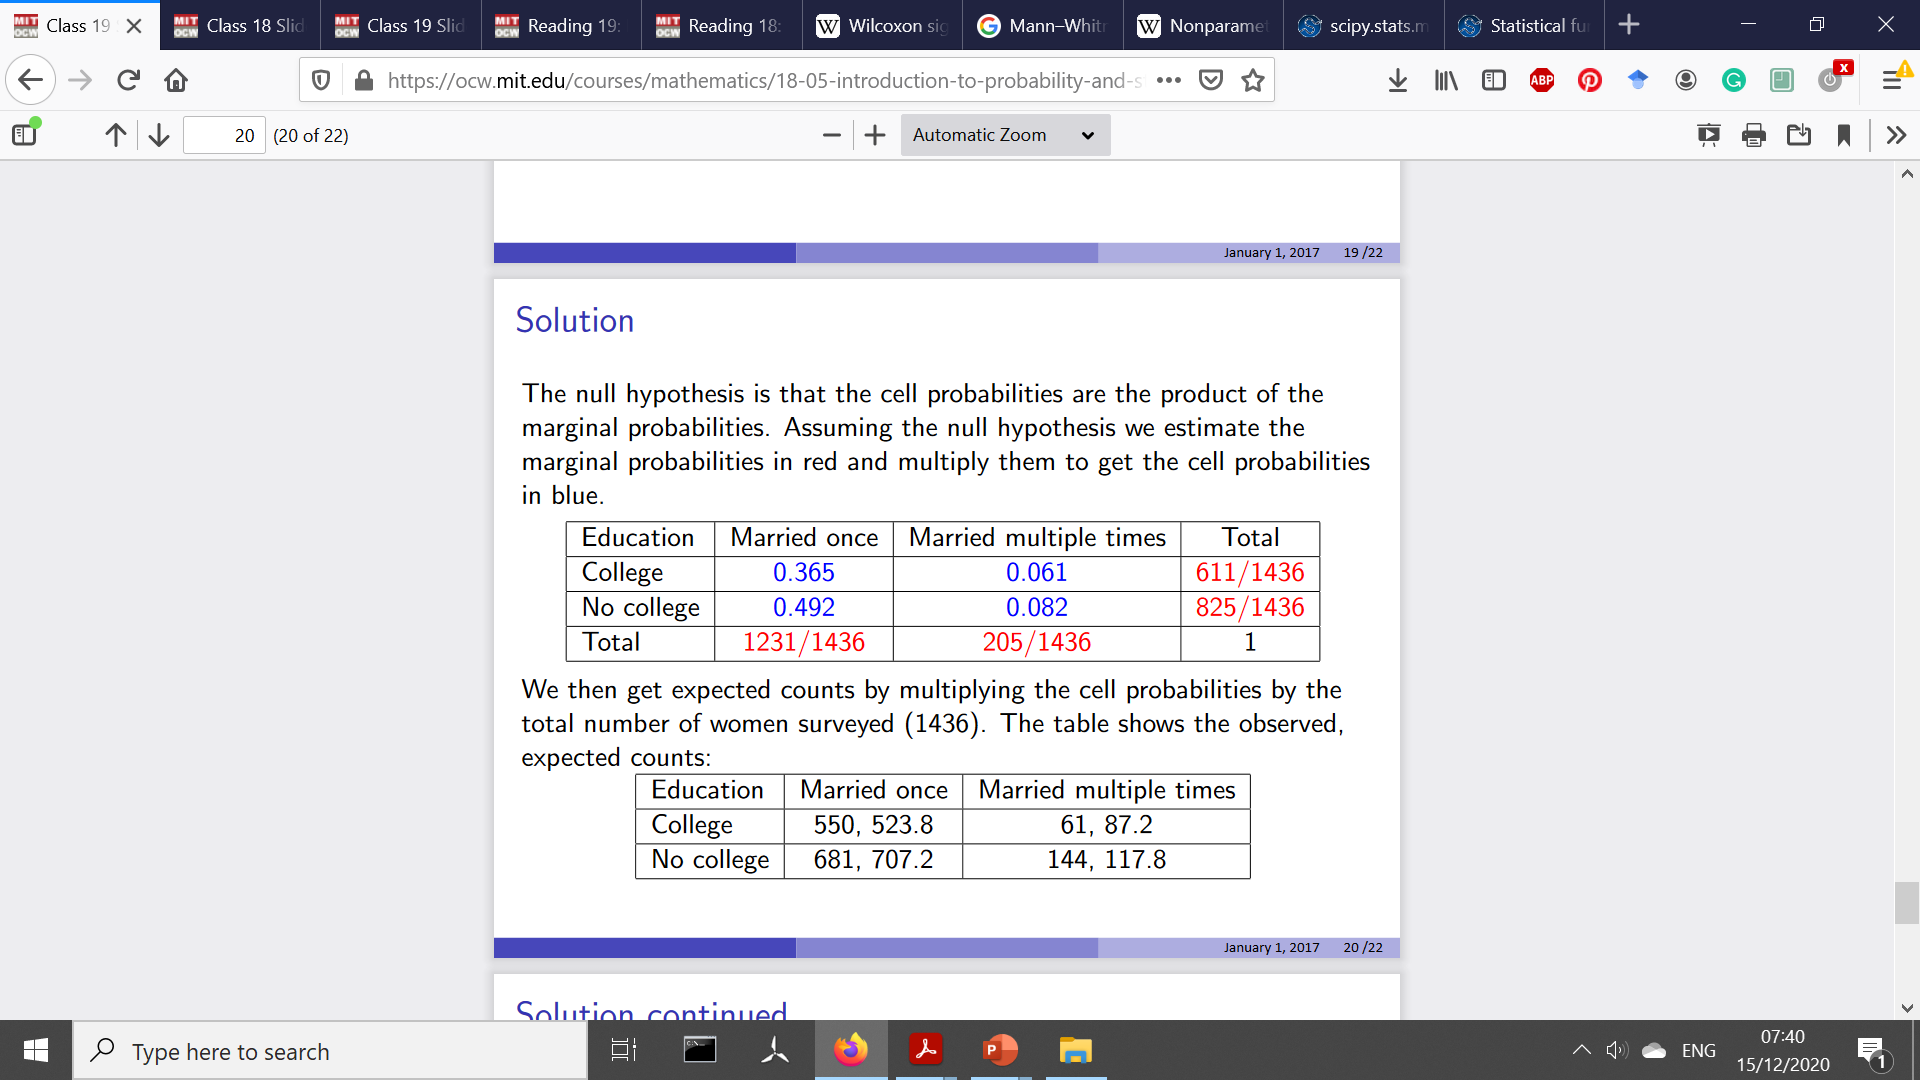 Class 19
Class 18 Slid
Class 19 Slid
Reading 19:
Reading 18:
Wilcoxon sig
Mann–Whitn
Nonparamet
scipy.stats.m
Statistical fu
https://ocw.mit.edu/courses/mathematics/18-05-introduction-to-probability-and-s
ABP
x
20 (20 of 22)
Automatic Zoom
January 1, 2017 19 /22
Solution
The null hypothesis is that the cell probabilities are the product of the
marginal probabilities. Assuming the null hypothesis we estimate the
marginal probabilities in red and multiply them to get the cell probabilities
in blue.
Education Married once Married multiple times Total
College 0.365 0.061 611/1436
No college 0.492 0.082 825/1436
Total 1231/1436 205/1436 1
We then get expected counts by multiplying the cell probabilities by the
total number of women surveyed (1436). The table shows the observed,
expected counts:
Education Married once Married multiple times
College 550, 523.8 61, 87.2
No college 681, 707.2 144, 117.8
January 1, 2017 20 /22
Solution continued
Type here to search
ENG
07:40
15/12/2020
1